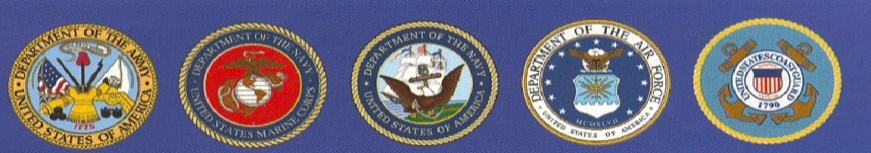 DEPARTMENT OF THE ARMY
UNITED STATES OF AMERICA
1775
DEPARTMENT OF THE NAVY
UNITED STATES MARINE CORPS
DEPARTMENT OF THE NAVY
UNITED STATES OF AMERICA
DEPARTMENT OF THE AIR FORCE
MCMXLVII
UNITED STATES OF AMERICA
UNITED STATES COAST GUARD
1790